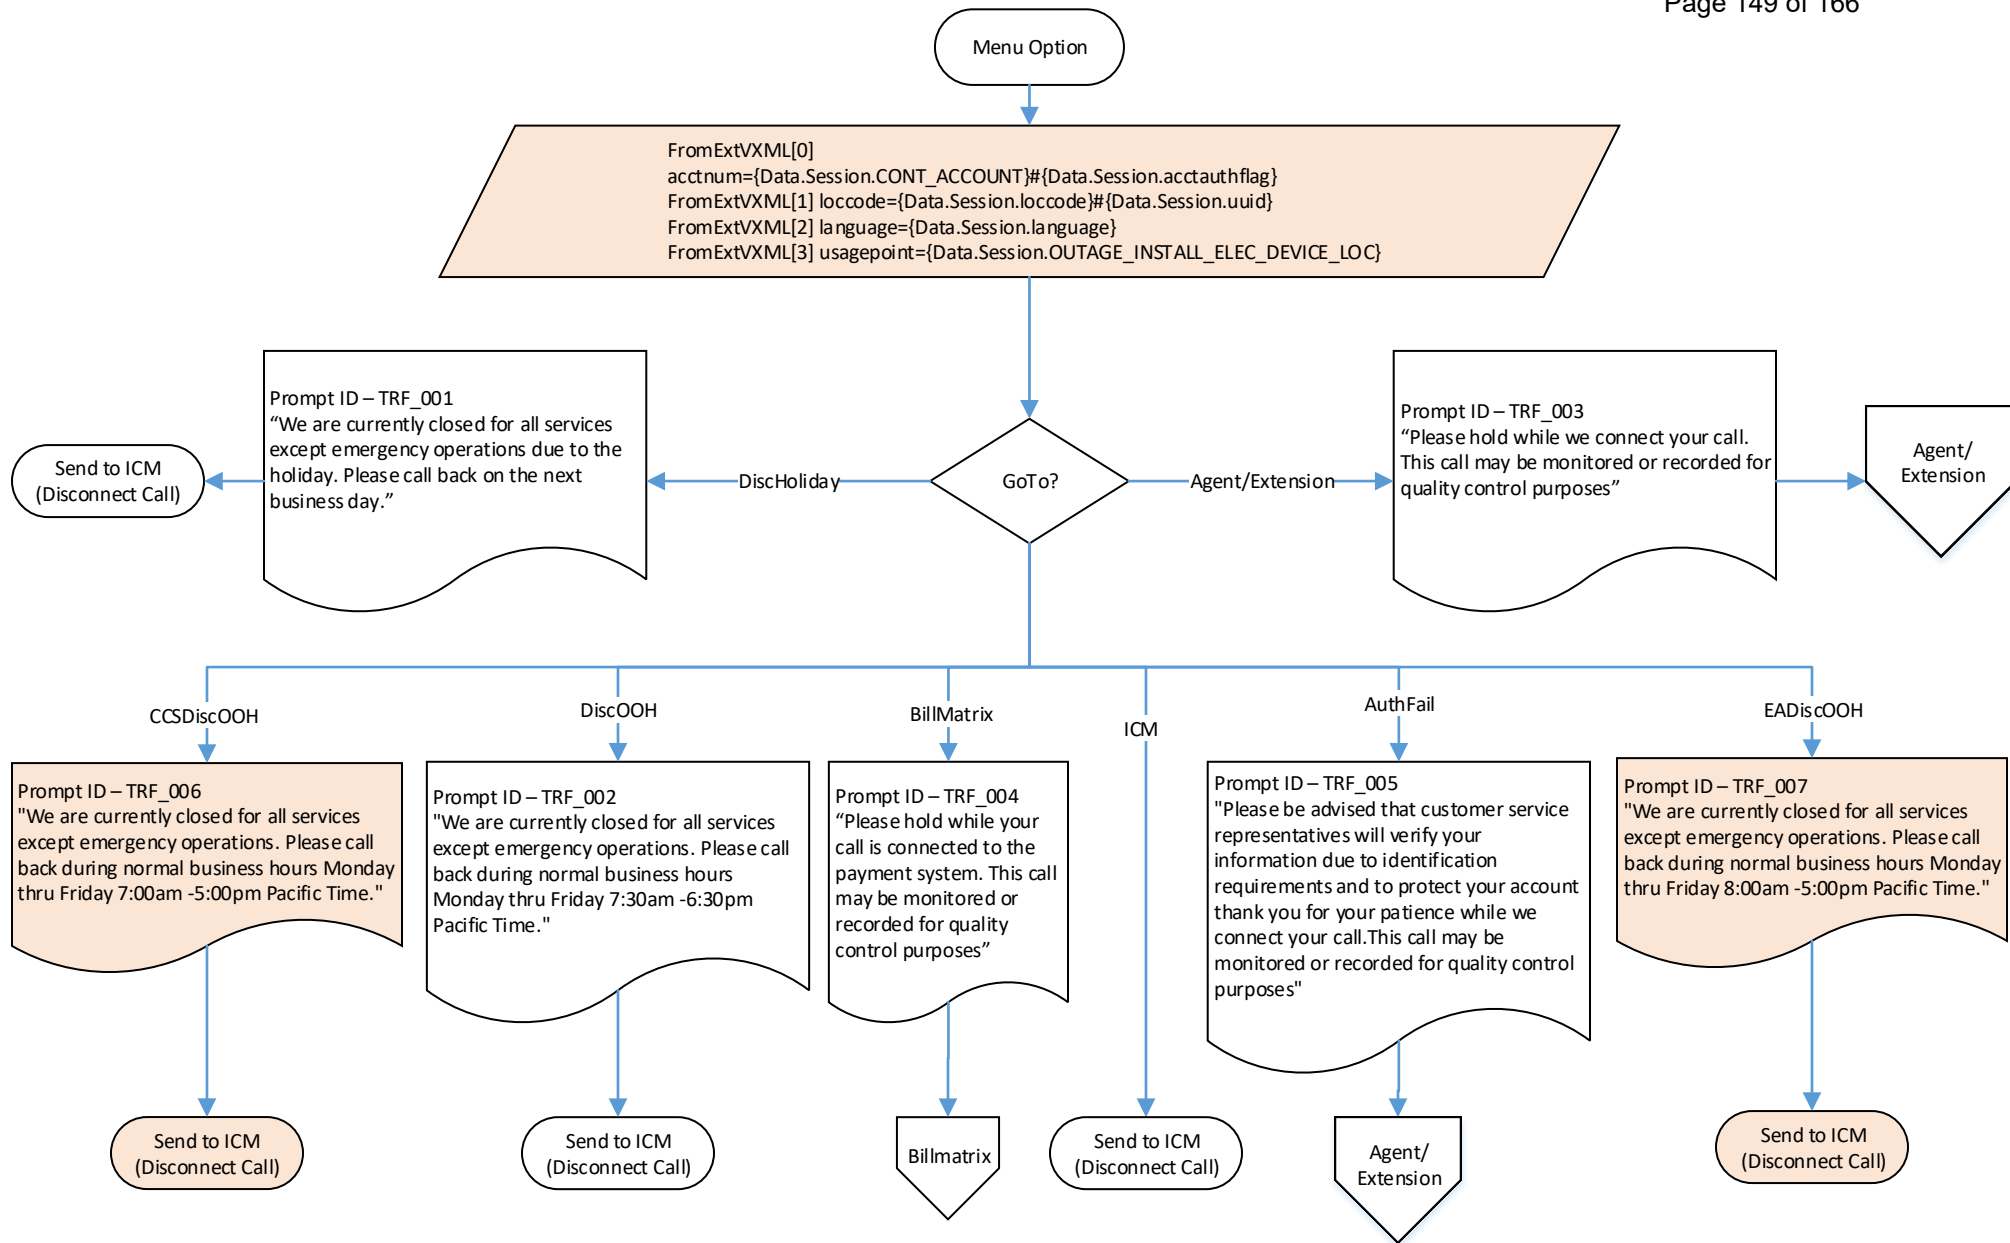 Page 149 of 166
Menu Option
FromExtVXML[0]
acctnum={Data.Session.CONT_ACCOUNT}#{Data.Session.acctauthflag}
FromExtVXML[1] loccode={Data.Session.loccode}#{Data.Session.uuid}
FromExtVXML[2] language={Data.Session.language}
FromExtVXML[3] usagepoint={Data.Session.OUTAGE_INSTALL_ELEC_DEVICE_LOC}
Send to ICM
(Disconnect Call)
Prompt ID – TRF_001
“We are currently closed for all services
except emergency operations due to the
holiday. Please call back on the next
business day.”
DiscHoliday
GoTo?
Agent/Extension
Prompt ID – TRF_003
“Please hold while we connect your call.
This call may be monitored or recorded for
quality control purposes”
Agent/
Extension
CCSDiscOOH
DiscOOH
BillMatrix
ICM
AuthFail
EADiscOOH
Prompt ID – TRF_006
"We are currently closed for all services
except emergency operations. Please call
back during normal business hours Monday
thru Friday 7:00am -5:00pm Pacific Time."
Prompt ID – TRF_002
"We are currently closed for all services
except emergency operations. Please call
back during normal business hours
Monday thru Friday 7:30am -6:30pm
Pacific Time."
Prompt ID – TRF_004
“Please hold while your
call is connected to the
payment system. This call
may be monitored or
recorded for quality
control purposes”
Prompt ID – TRF_005
"Please be advised that customer service
representatives will verify your
information due to identification
requirements and to protect your account
thank you for your patience while we
connect your call.This call may be
monitored or recorded for quality control
purposes"
Prompt ID – TRF_007
"We are currently closed for all services
except emergency operations. Please call
back during normal business hours Monday
thru Friday 8:00am -5:00pm Pacific Time."
Send to ICM
(Disconnect Call)
Send to ICM
(Disconnect Call)
Billmatrix
Send to ICM
(Disconnect Call)
Agent/
Extension
Send to ICM
(Disconnect Call)